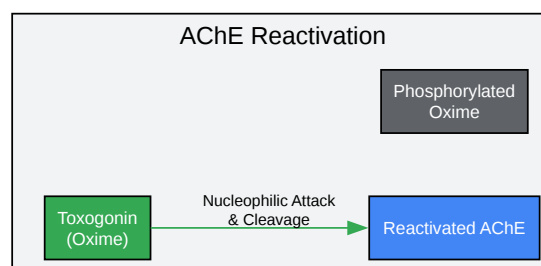 AChE Reactivation
Phosphorylated
Oxime
Nucleophilic Attack
& Cleavage
Toxogonin
(Oxime)
Reactivated AChE